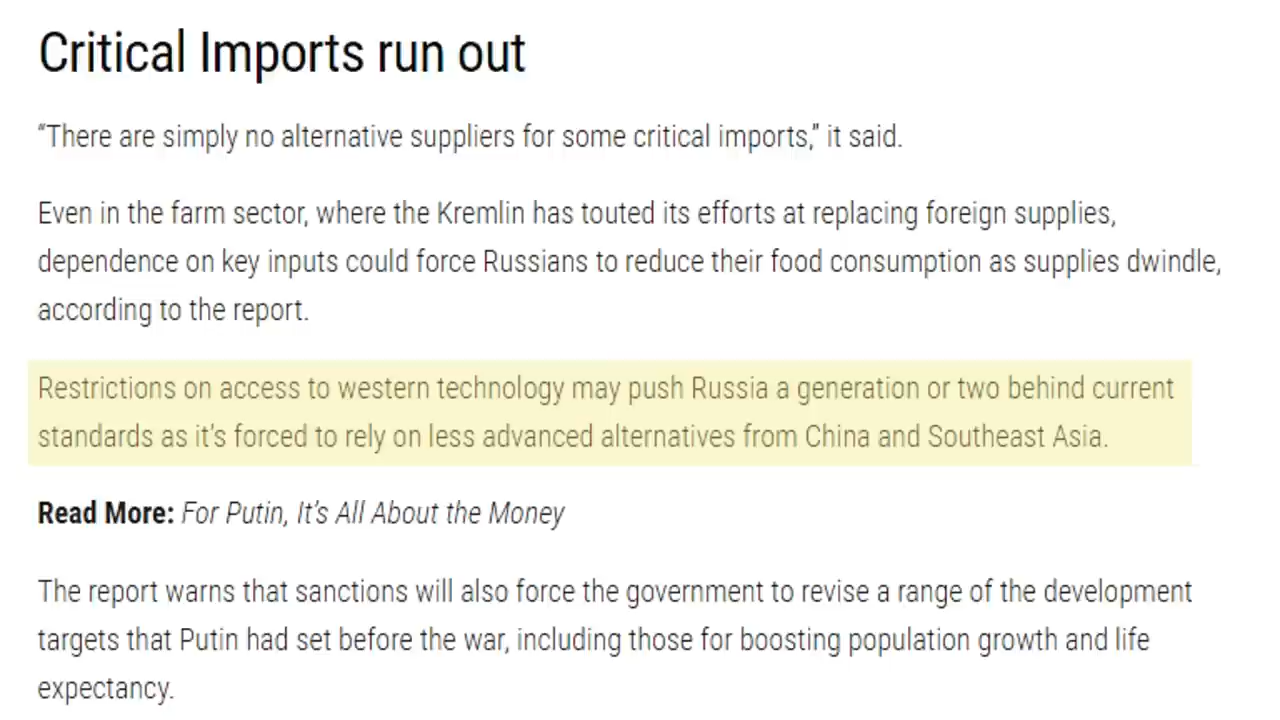 Critical Imports run out
“There are simply no alternative suppliers for some critical imports,” it said.
Even in the farm sector, where the Kremlin has touted its efforts at replacing foreign supplies,
dependence on key inputs could force Russians to reduce their food consumption as supplies dwindle,
according to the report.
Restrictions on access to western technology may push Russia a generation or two behind current
standards as it’s forced to rely on less advanced alternatives from China and Southeast Asia.
Read More: For Putin, It’s All About the Money
The report warns that sanctions will also force the government to revise a range of the development
targets that Putin had set before the war, including those for boosting population growth and life
expectancy.